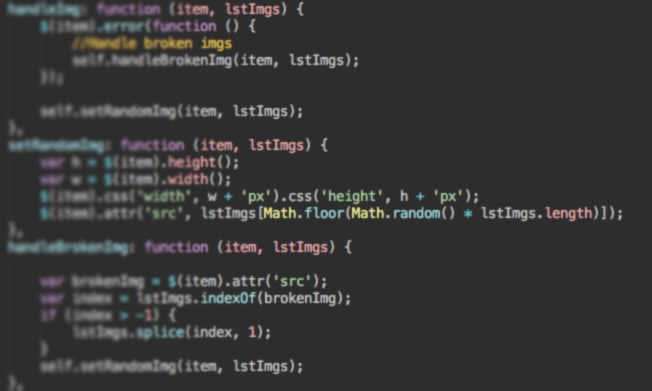 handleImg: function (item, lstImgs) {
$(item).error(function () {
//Handle broken imgs
self.handleBrokenImg(item, lstImgs);
});
self.setRandomImg(item, lstImgs);
},
setRandomImg: function (item, lstImgs) {
var h = $(item).height();
var w = $(item).width();
$(item).css('width', w + 'px').css('height', h + 'px');
$(item).attr('src', lstImgs[Math.floor(Math.random() * lstImgs.length)]);
},
handleBrokenImg: function (item, lstImgs) {
var brokenImg = $(item).attr('src');
var index = lstImgs.indexOf(brokenImg);
if (index > -1) {
lstImgs.splice(index, 1);
}
self.setRandomImg(item, lstImgs);
},